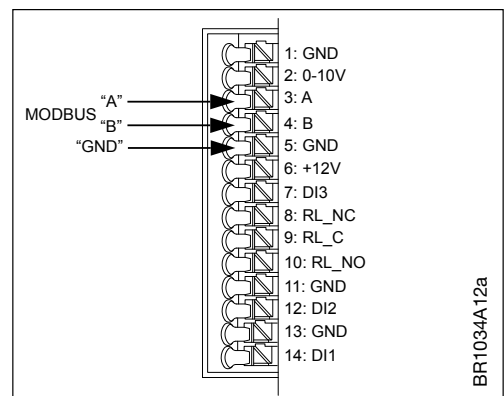 1: GND
2: 0-10V
3: A
4: B
5: GND
6: +12V
7: DI3
8: RL_NC
9: RL_C
10: RL_NO
11: GND
12: DI2
13: GND
14: DI1
MODBUS
“A”
“B”
“GND”
BR1034A12a